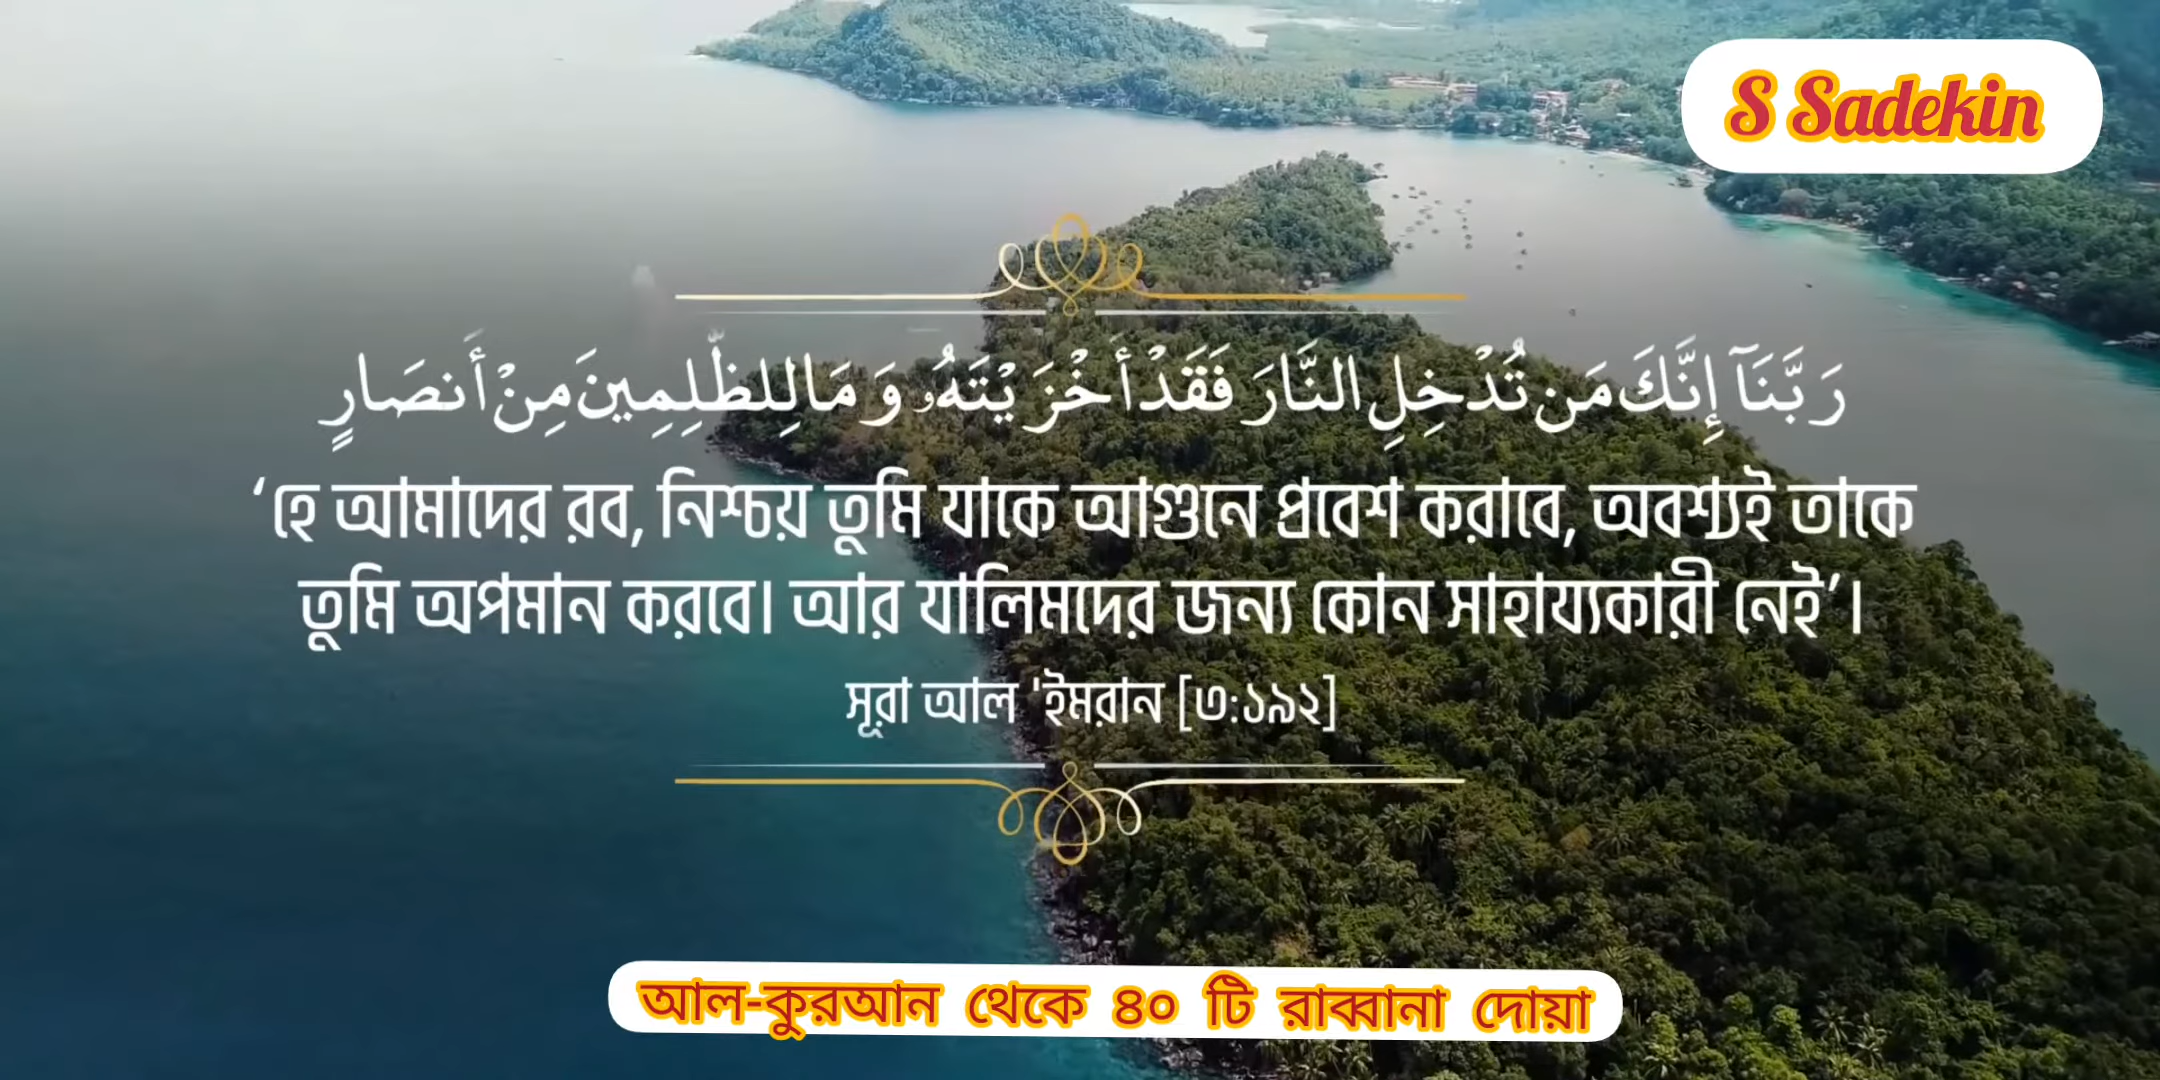 S Sadekin
رَبَّنَآ إِنَّكَ مَن تُدْخِلِ النَّارَ فَقَدْ أَخْزَيْتَهُۥ وَمَا لِلظّٰلِمِينَ مِنْ أَنصَارٍ
‘হে আমাদের রব, নিশ্চয় তুমি যাকে আগুনে প্রবেশ করাবে, অবশ্যই তাকে
তুমি অপমান করবে। আর যালিমদের জন্য কোন সাহায্যকারী নেই’।
সূরা আল 'ইমরান [৩:১৯২]
আল-কুরআন থেকে ৪০ টি রাব্বানা দোয়া